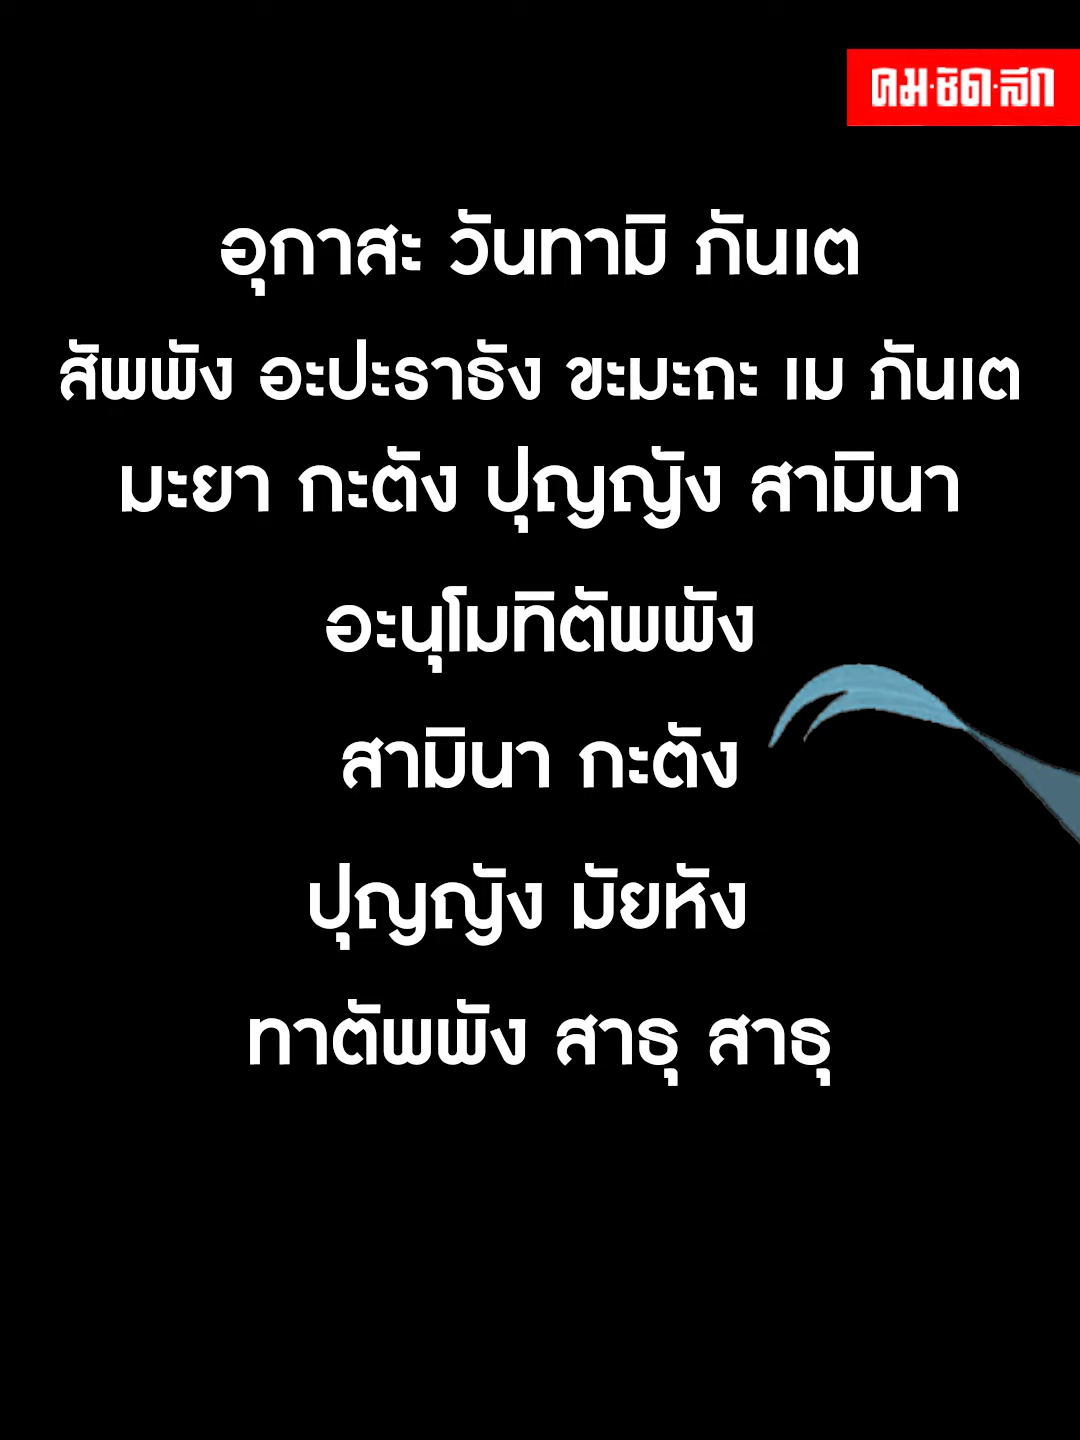 คม·ชัด·ลึก
อุกาสะ วันทามิ ภันเต
สัพพัง อะปะราธัง ขะมะถะ เม ภันเต
มะยา กะตัง ปุญญัง สามินา
อะนุโมทิตัพพัง
สามินา กะตัง
ปุญญัง มัยหัง
ทาตัพพัง สาธุ สาธุ